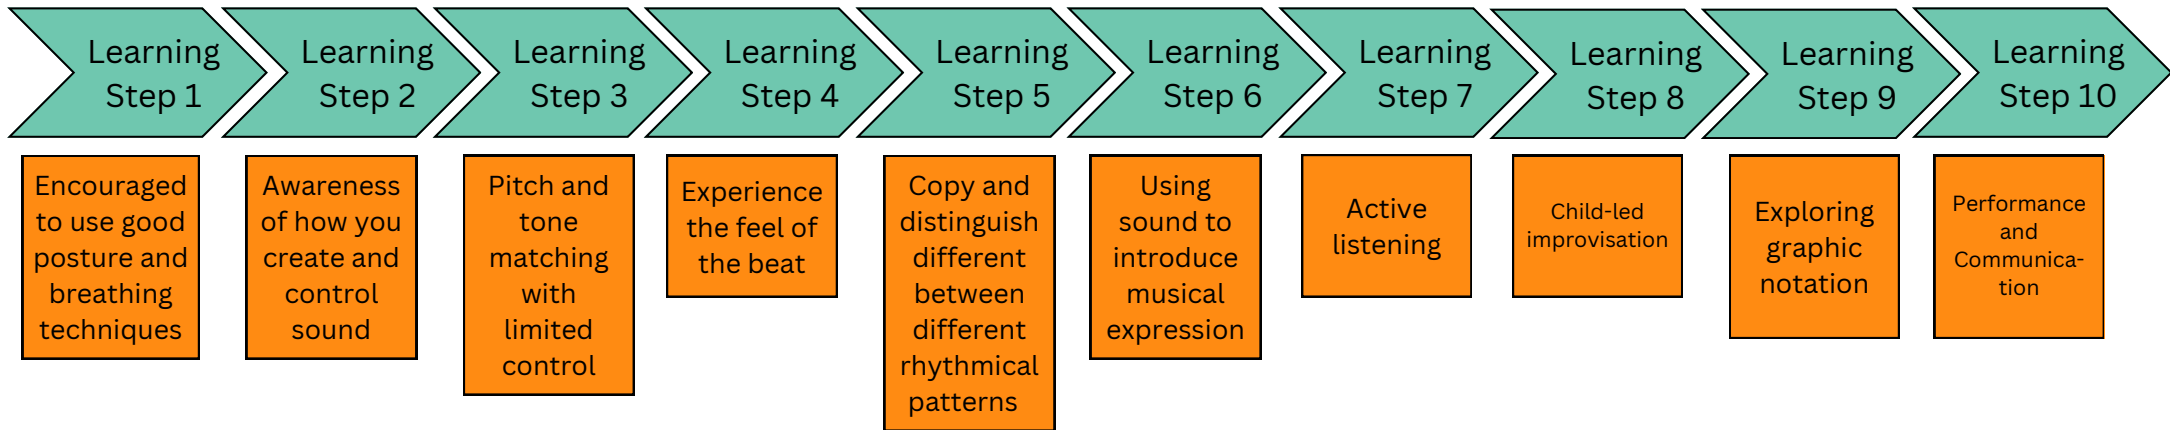 Learning
Step 1
Learning
Step 2
Learning
Step 3
Learning
Step 4
Learning
Step 5
Learning
Step 6
Learning
Step 7
Learning
Step 8
Learning
Step 9
Learning
Step 10
Encouraged
to use good
posture and
breathing
techniques
Awareness
of how you
create and
control
sound
Pitch and
tone
matching
with
limited
control
Experience
the feel of
the beat
Copy and
distinguish
different
between
different
rhythmical
patterns
Using
sound to
introduce
musical
expression
Active
listening
Child-led
improvisation
Exploring
graphic
notation
Performance
and
Communica-
tion